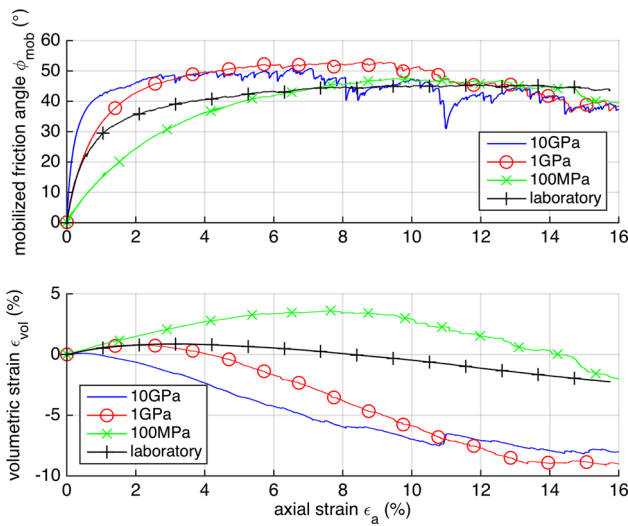 60
50
40
30
20
10
0
mobilized friction angle ϕmob (°)
10GPa
1GPa
100MPa
laboratory
0 2 4 6 8 10 12 14 16
5
0
-5
-10
volumetric strain ϵvol (%)
10GPa
1GPa
100MPa
laboratory
0 2 4 6 8 10 12 14 16
axial strain ϵa (%)